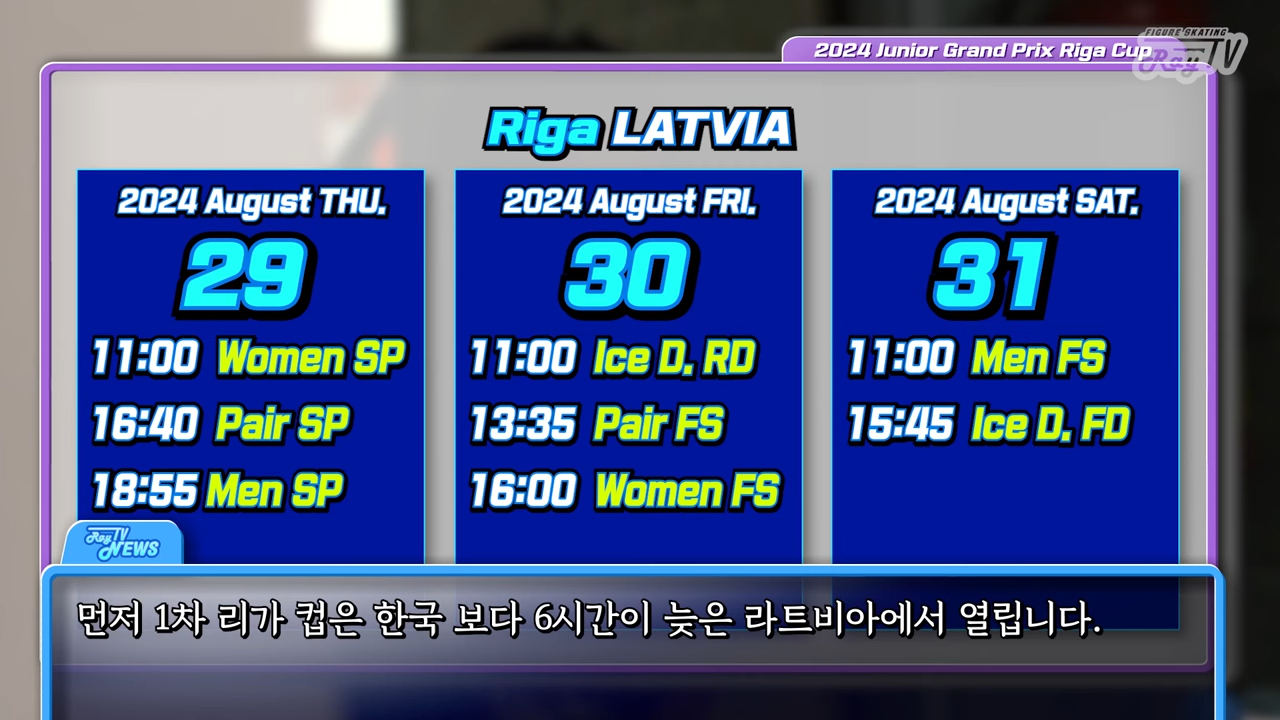 2024 Junior Grand Prix Riga Cup
FIGURE SKATING
Ray TV
Riga LATVIA
2024 August THU.
29
11:00 Women SP
16:40 Pair SP
18:55 Men SP
2024 August FRI.
30
11:00 Ice D. RD
13:35 Pair FS
16:00 Women FS
2024 August SAT.
31
11:00 Men FS
15:45 Ice D. FD
Ray TV
NEWS
먼저 1차 리가 컵은 한국 보다 6시간이 늦은 라트비아에서 열립니다.